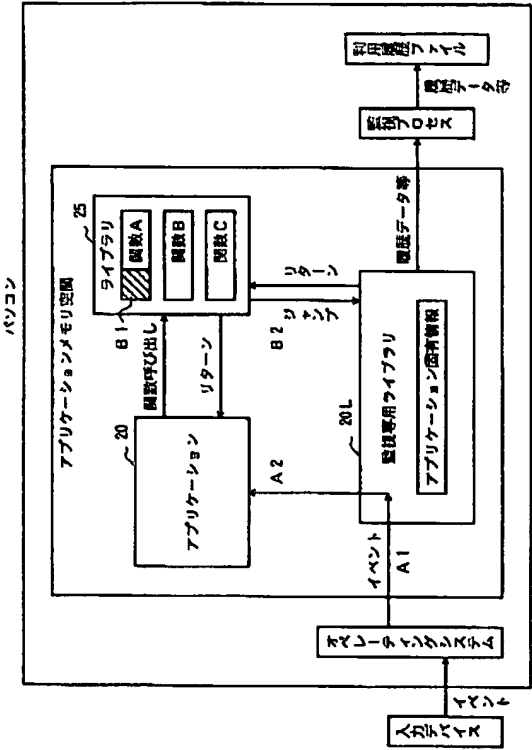 パソコン
アプリケーションメモリ空間
20
アプリケーション
関数呼び出し
リターン
25
ライブラリ
B1
関数A
関数B
関数C
A2
B2
ジャンプ
リターン
20L
監視専用ライブラリ
アプリケーション固有情報
イベント
A1
オペレーティングシステム
イベント
入力デバイス
履歴データ等
監視プロセス
履歴データ等
利用履歴ファイル